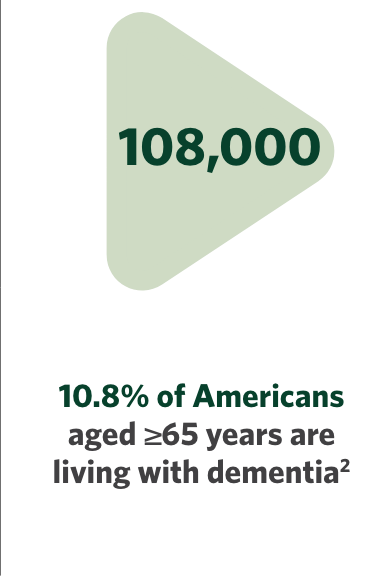 108,000
10.8% of Americans
aged ≥65 years are
living with dementia²